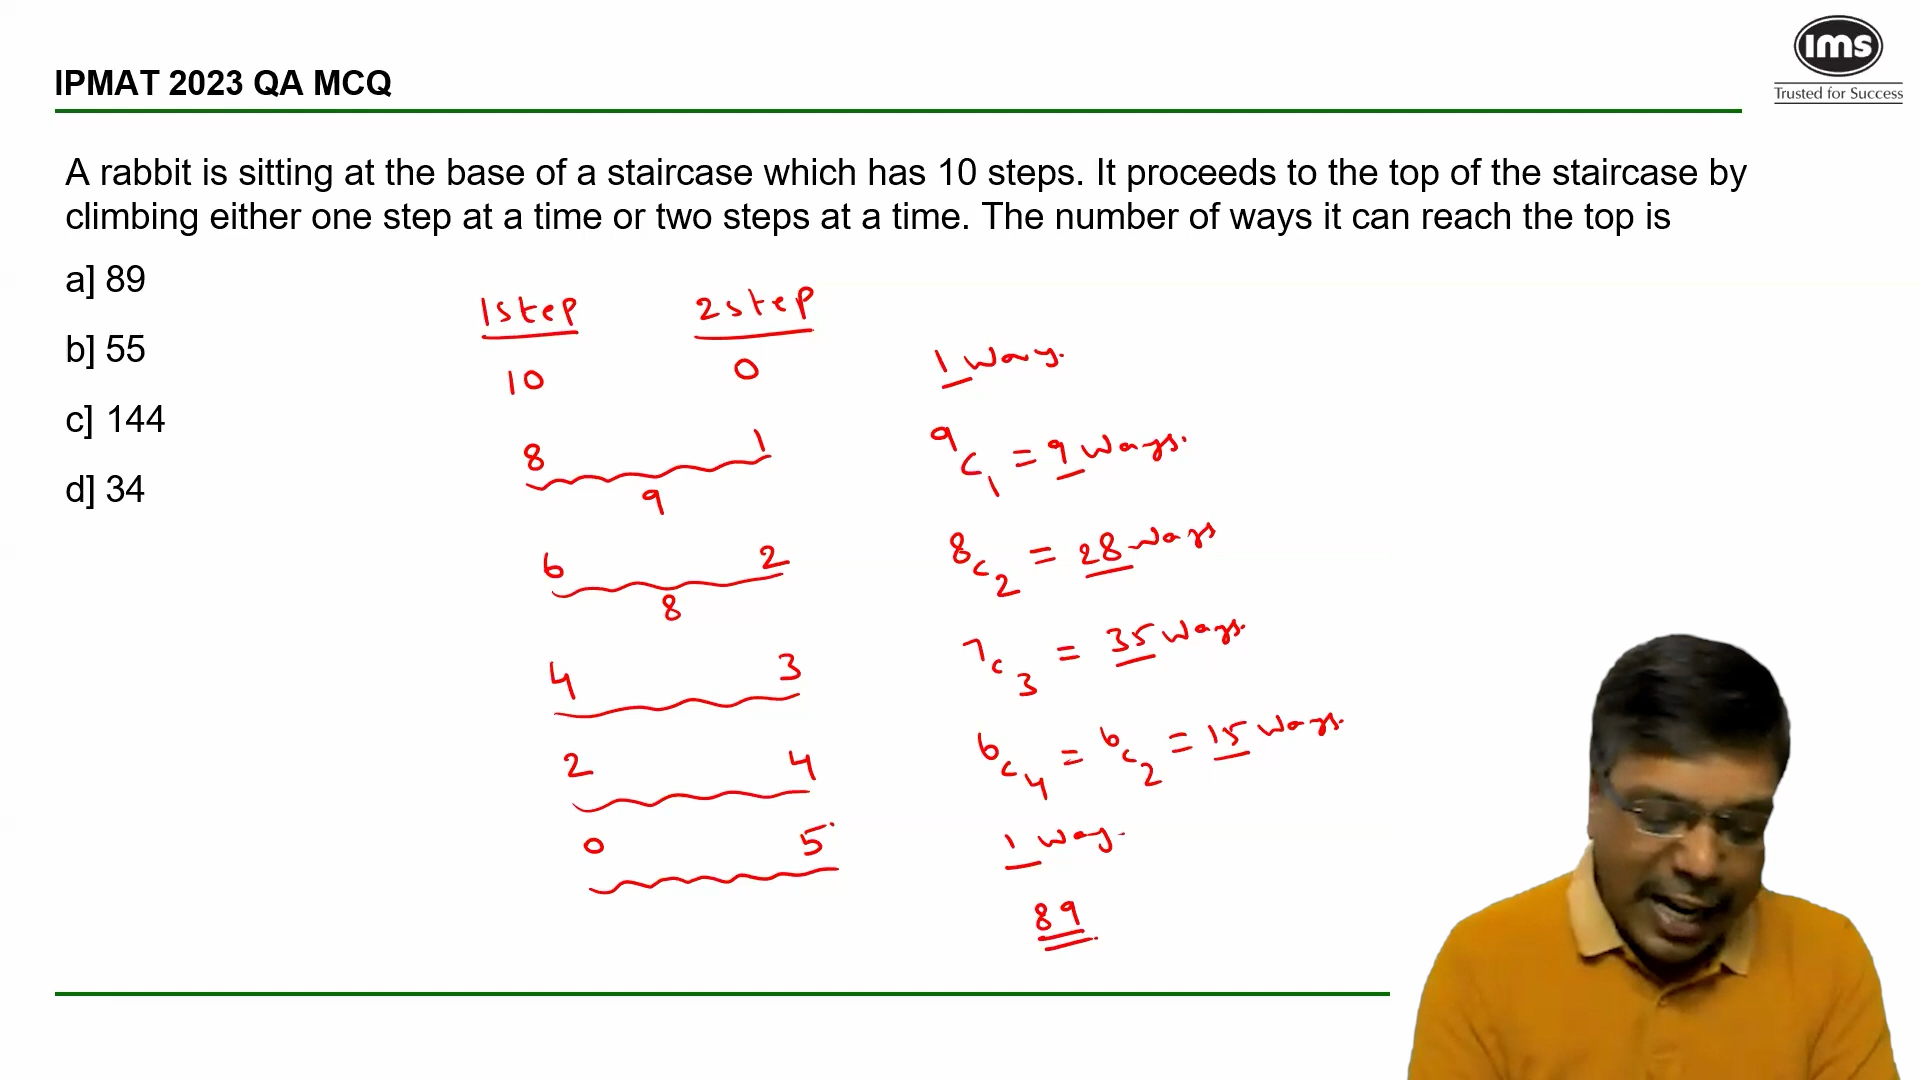 ims
Trusted for Success
IPMAT 2023 QA MCQ
A rabbit is sitting at the base of a staircase which has 10 steps. It proceeds to the top of the staircase by
climbing either one step at a time or two steps at a time. The number of ways it can reach the top is
a] 89
b] 55
c] 144
d] 34
1step 2step
10 0 1 way.
8 1 9c1 = 9 ways.
9
6 2 8c2 = 28 ways
8
4 3 7c3 = 35 ways.
2 4 6c4 = 6c2 = 15 ways.
0 5 1 way.
89